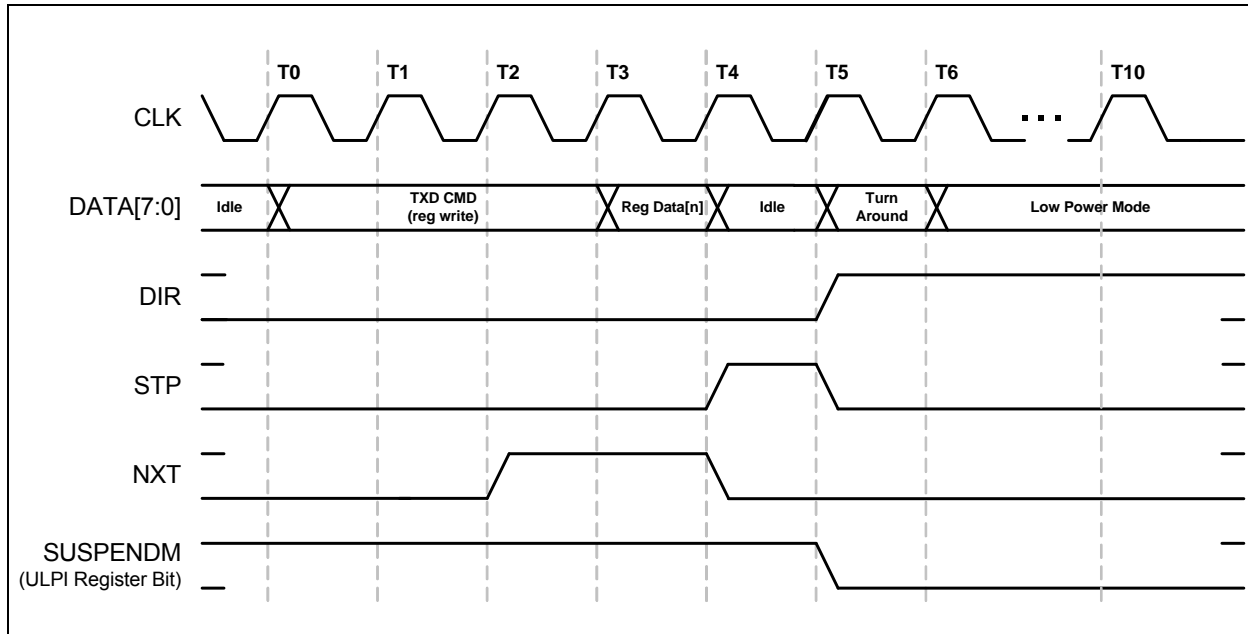 T0 T1 T2 T3 T4 T5 T6 T10
CLK
...
DATA[7:0] Idle TXD CMD Reg Data[n] Idle Turn Low Power Mode
(reg write) Around
DIR
STP
NXT
SUSPENDM
(ULPI Register Bit)